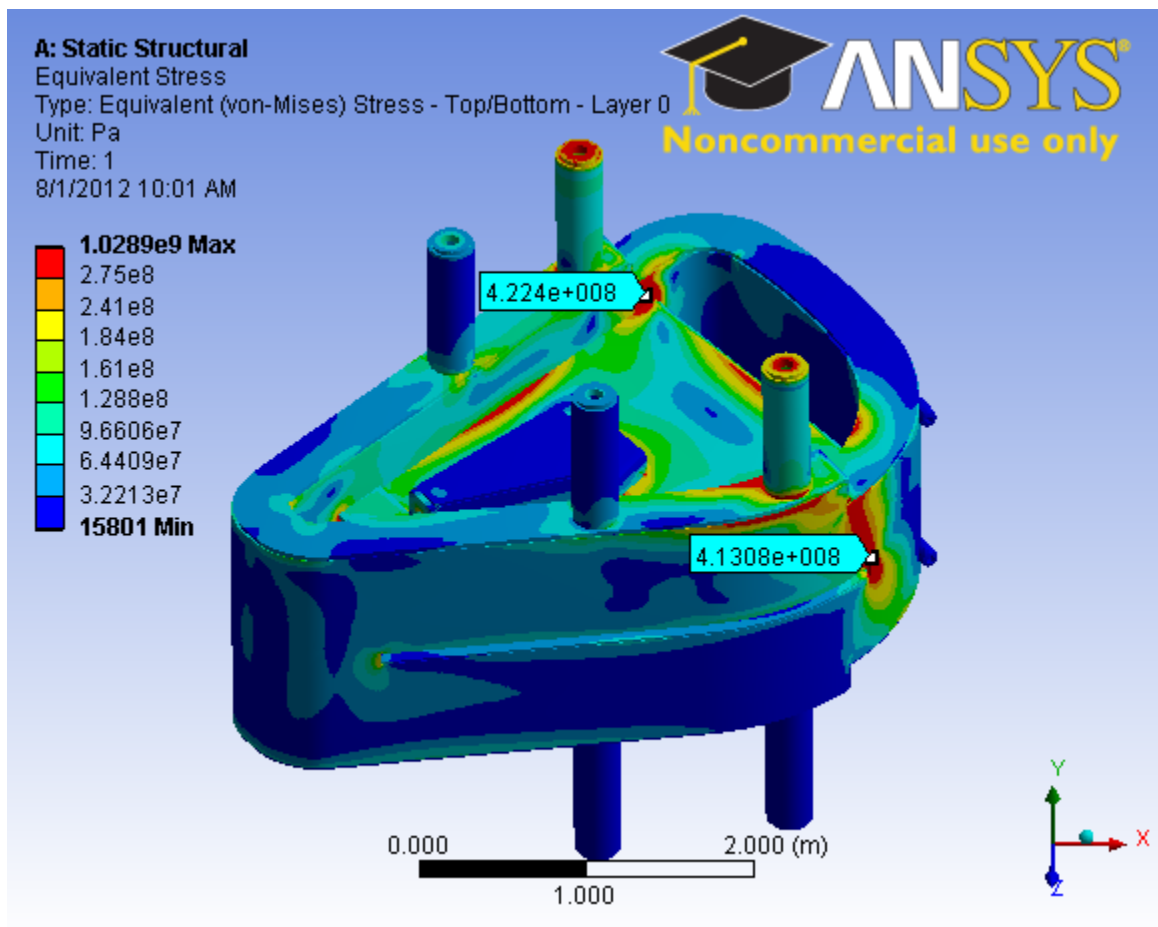 A: Static Structural
Equivalent Stress
Type: Equivalent (von-Mises) Stress - Top/Bottom - Layer 0
Unit: Pa
Time: 1
8/1/2012 10:01 AM
ANSYS®
Noncommercial use only
1.0289e9 Max
2.75e8
2.41e8
1.84e8
1.61e8
1.288e8
9.6606e7
6.4409e7
3.2213e7
15801 Min
4.224e+008
4.1308e+008
0.000
2.000 (m)
1.000
Y
X
Z